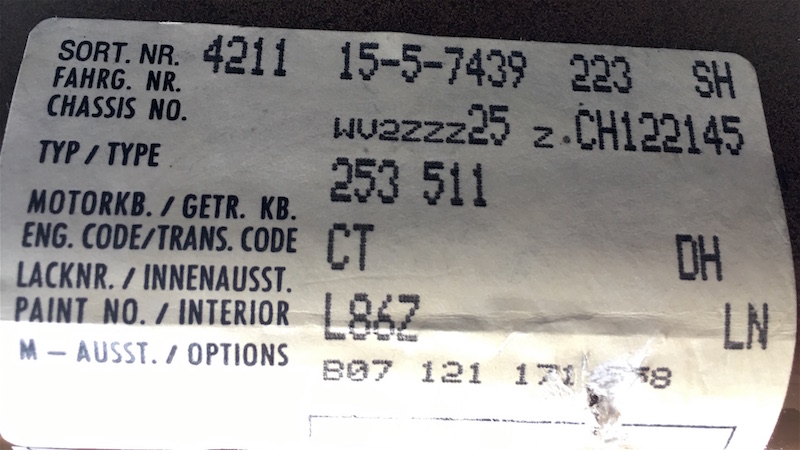 SORT. NR. 4211 15-5-7439 223 SH
FAHRG. NR.
CHASSIS NO. WV2ZZZ25 Z.CH122145
TYP / TYPE 253 511
MOTORKB. / GETR. KB.
ENG. CODE/TRANS. CODE CT DH
LACKNR. / INNENAUSST.
PAINT NO. / INTERIOR L86Z LN
M – AUSST. / OPTIONS B07 121 171